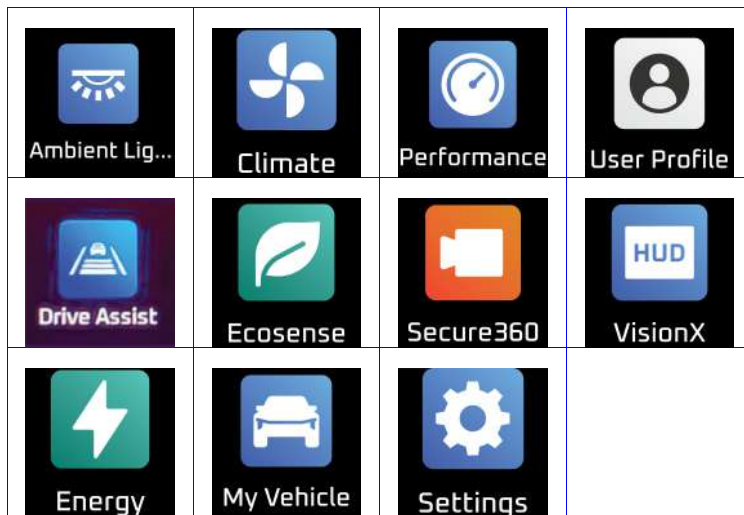 Ambient Lig...
Climate
Performance
User Profile
Drive Assist
Ecosense
Secure360
HUD
VisionX
Energy
My Vehicle
Settings